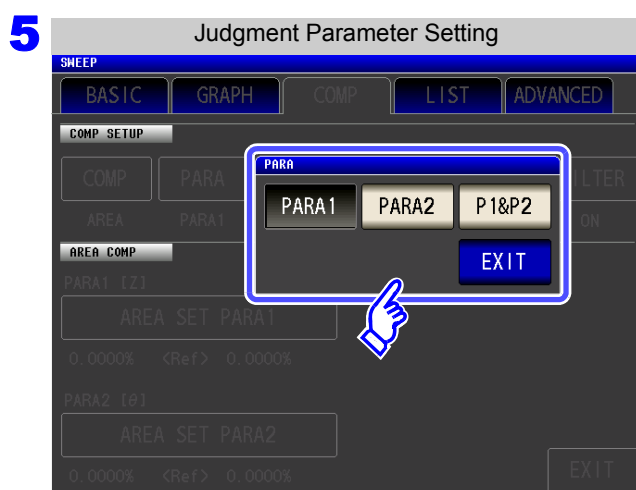 5 Judgment Parameter Setting
SWEEP
BASIC GRAPH COMP LIST ADVANCED
COMP SETUP
PARA
COMP PARA ILTER
PARA1 PARA2 P1&P2
AREA PARA1 ON
AREA COMP
EXIT
PARA1 [Z]
AREA SET PARA1
0.0000% <Ref> 0.0000%
PARA2 [θ]
AREA SET PARA2
0.0000% <Ref> 0.0000%
EXIT